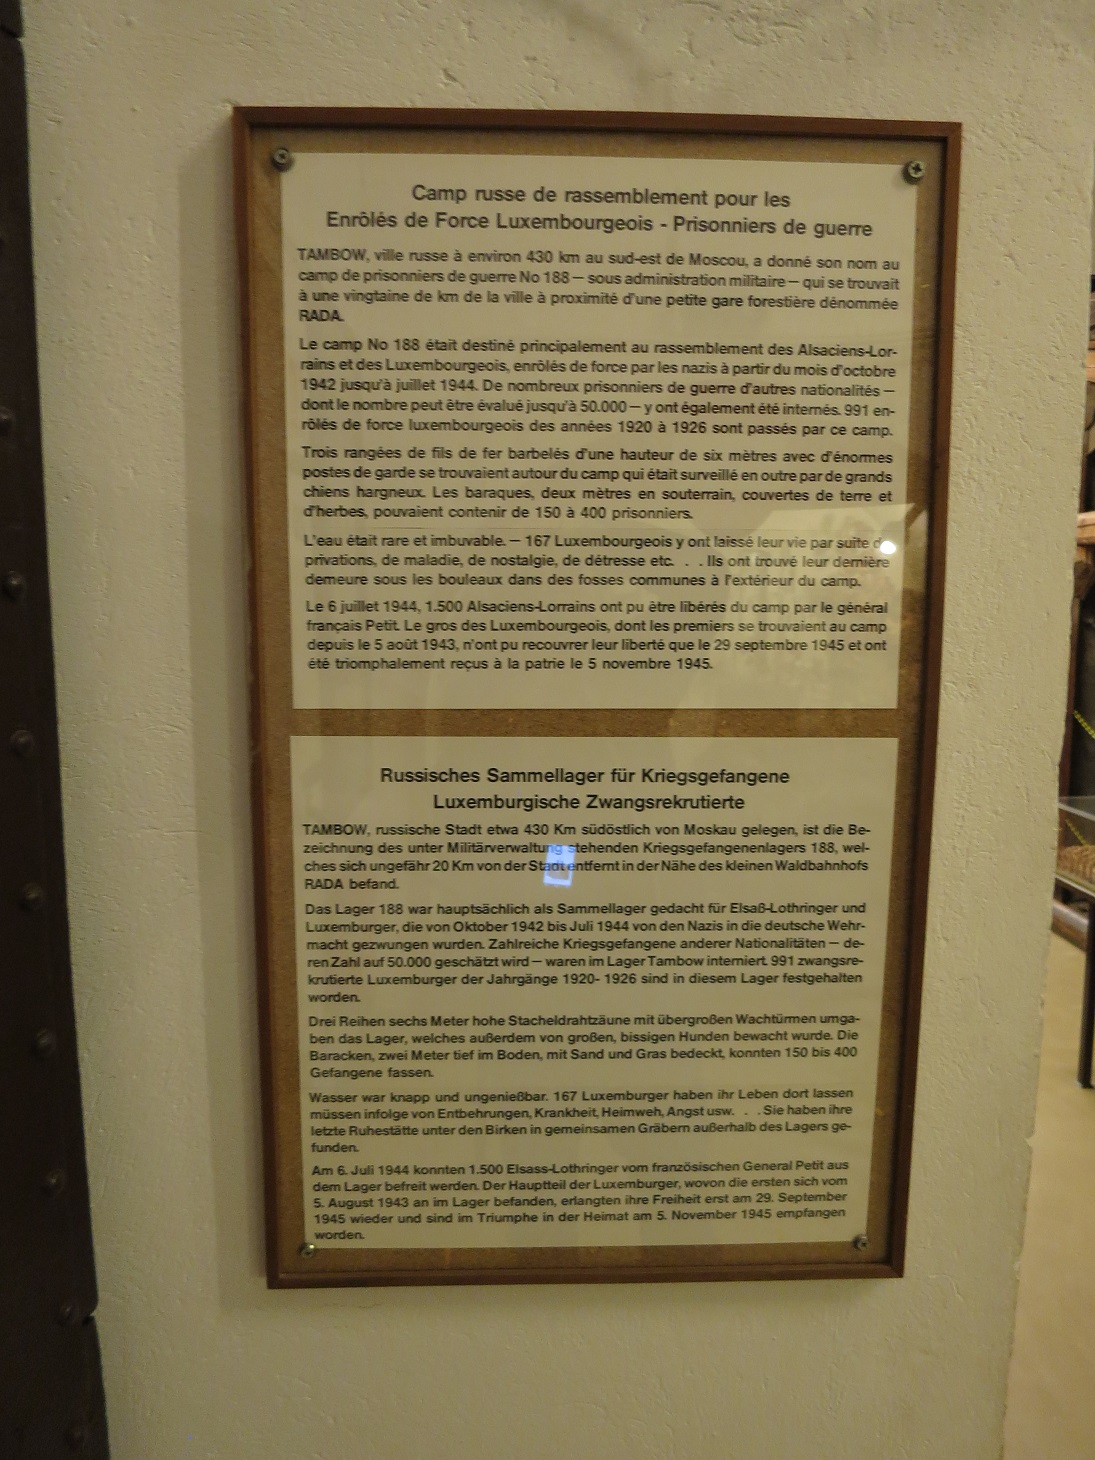 Camp russe de rassemblement pour les
Enrôlés de Force Luxembourgeois - Prisonniers de guerre
TAMBOW, ville russe à environ 430 km au sud-est de Moscou, a donné son nom au
camp de prisonniers de guerre No 188 — sous administration militaire — qui se trouvait
à une vingtaine de km de la ville à proximité d'une petite gare forestière dénommée
RADA.
Le camp No 188 était destiné principalement au rassemblement des Alsaciens-Lor-
rains et des Luxembourgeois, enrôlés de force par les nazis à partir du mois d'octobre
1942 jusqu'à juillet 1944. De nombreux prisonniers de guerre d'autres nationalités —
dont le nombre peut être évalué jusqu'à 50.000 — y ont également été internés. 991 en-
rôlés de force luxembourgeois des années 1920 à 1926 sont passés par ce camp.
Trois rangées de fils de fer barbelés d'une hauteur de six mètres avec d'énormes
postes de garde se trouvaient autour du camp qui était surveillé en outre par de grands
chiens hargneux. Les baraques, deux mètres en souterrain, couvertes de terre et
d'herbes, pouvaient contenir de 150 à 400 prisonniers.
L'eau était rare et imbuvable. — 167 Luxembourgeois y ont laissé leur vie par suite de
privations, de maladie, de nostalgie, de détresse etc. . . Ils ont trouvé leur dernière
demeure sous les bouleaux dans des fosses communes à l'extérieur du camp.
Le 6 juillet 1944, 1.500 Alsaciens-Lorrains ont pu être libérés du camp par le général
français Petit. Le gros des Luxembourgeois, dont les premiers se trouvaient au camp
depuis le 5 août 1943, n'ont pu recouvrer leur liberté que le 29 septembre 1945 et ont
été triomphalement reçus à la patrie le 5 novembre 1945.
Russisches Sammellager für Kriegsgefangene
Luxemburgische Zwangsrekrutierte
TAMBOW, russische Stadt etwa 430 Km südöstlich von Moskau gelegen, ist die Be-
zeichnung des unter Militärverwaltung stehenden Kriegsgefangenenlagers 188, wel-
ches sich ungefähr 20 Km von der Stadt entfernt in der Nähe des kleinen Waldbahnhofs
RADA befand.
Das Lager 188 war hauptsächlich als Sammellager gedacht für Elsaß-Lothringer und
Luxemburger, die von Oktober 1942 bis Juli 1944 von den Nazis in die deutsche Wehr-
macht gezwungen wurden. Zahlreiche Kriegsgefangene anderer Nationalitäten — de-
ren Zahl auf 50.000 geschätzt wird — waren im Lager Tambow interniert. 991 zwangsre-
krutierte Luxemburger der Jahrgänge 1920- 1926 sind in diesem Lager festgehalten
worden.
Drei Reihen sechs Meter hohe Stacheldrahtzäune mit übergroßen Wachtürmen umga-
ben das Lager, welches außerdem von großen, bissigen Hunden bewacht wurde. Die
Baracken, zwei Meter tief im Boden, mit Sand und Gras bedeckt, konnten 150 bis 400
Gefangene fassen.
Wasser war knapp und ungenießbar. 167 Luxemburger haben ihr Leben dort lassen
müssen infolge von Entbehrungen, Krankheit, Heimweh, Angst usw. . . Sie haben ihre
letzte Ruhestätte unter den Birken in gemeinsamen Gräbern außerhalb des Lagers ge-
funden.
Am 6. Juli 1944 konnten 1.500 Elsass-Lothringer vom französischen General Petit aus
dem Lager befreit werden. Der Hauptteil der Luxemburger, wovon die ersten sich vom
5. August 1943 an im Lager befanden, erlangten ihre Freiheit erst am 29. September
1945 wieder und sind im Triumphe in der Heimat am 5. November 1945 empfangen
worden.